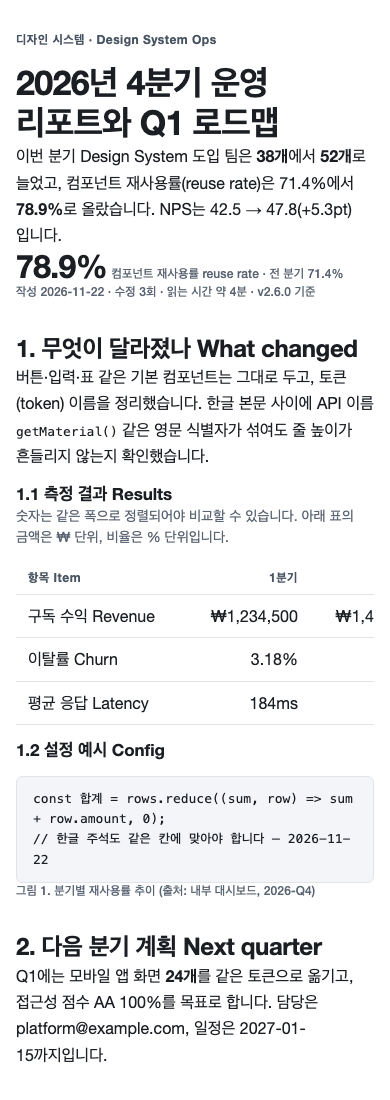 디자인 시스템 · Design System Ops
2026년 4분기 운영
리포트와 Q1 로드맵
이번 분기 Design System 도입 팀은 38개에서 52개로
늘었고, 컴포넌트 재사용률(reuse rate)은 71.4%에서
78.9%로 올랐습니다. NPS는 42.5 → 47.8(+5.3pt)
입니다.
78.9% 컴포넌트 재사용률 reuse rate · 전 분기 71.4%
작성 2026-11-22 · 수정 3회 · 읽는 시간 약 4분 · v2.6.0 기준
1. 무엇이 달라졌나 What changed
버튼·입력·표 같은 기본 컴포넌트는 그대로 두고, 토큰
(token) 이름을 정리했습니다. 한글 본문 사이에 API 이름
getMaterial() 같은 영문 식별자가 섞여도 줄 높이가
흔들리지 않는지 확인했습니다.
1.1 측정 결과 Results
숫자는 같은 폭으로 정렬되어야 비교할 수 있습니다. 아래 표의
금액은 ₩ 단위, 비율은 % 단위입니다.
항목 Item 1분기
구독 수익 Revenue ₩1,234,500 ₩1,4
이탈률 Churn 3.18%
평균 응답 Latency 184ms
1.2 설정 예시 Config
const 합계 = rows.reduce((sum, row) => sum
+ row.amount, 0);
// 한글 주석도 같은 칸에 맞아야 합니다 — 2026-11-
22
그림 1. 분기별 재사용률 추이 (출처: 내부 대시보드, 2026-Q4)
2. 다음 분기 계획 Next quarter
Q1에는 모바일 앱 화면 24개를 같은 토큰으로 옮기고,
접근성 점수 AA 100%를 목표로 합니다. 담당은
platform@example.com, 일정은 2027-01-
15까지입니다.